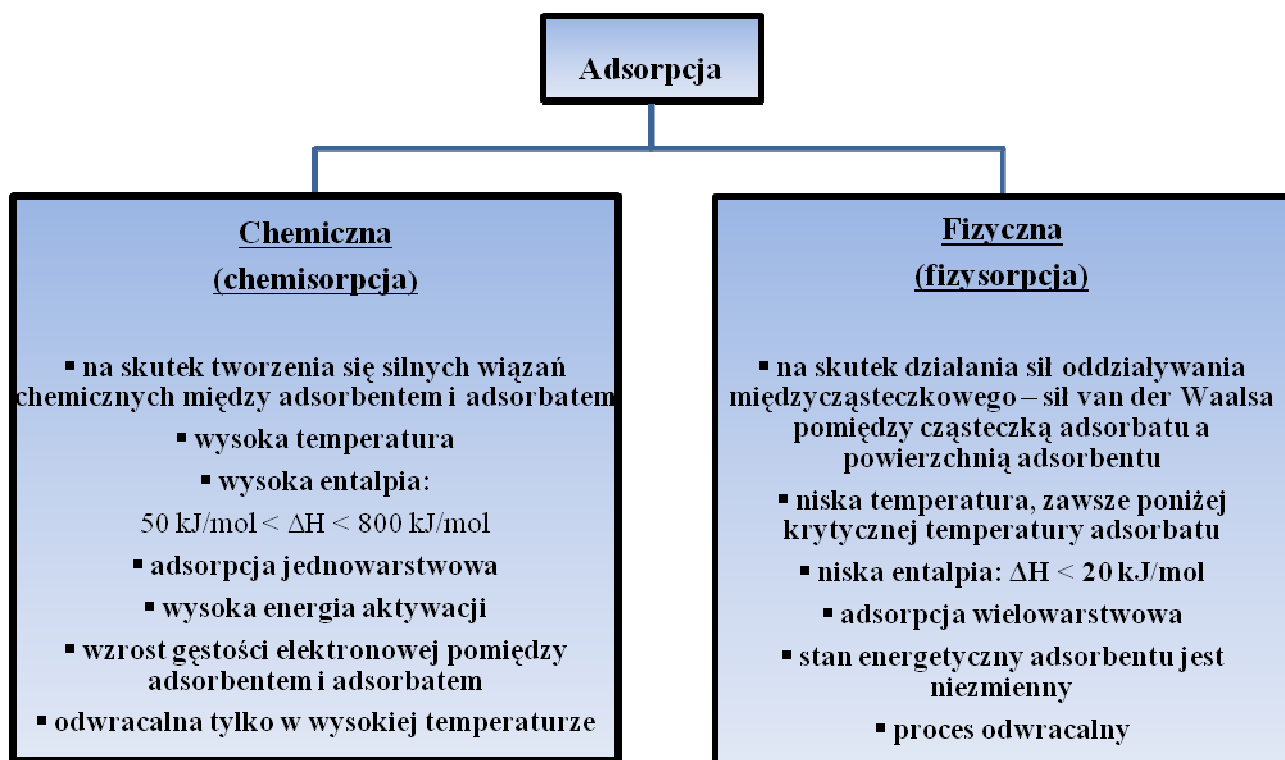 Adsorpcja
Chemiczna
(chemisorpcja)
▪ na skutek tworzenia się silnych wiązań
chemicznych między adsorbentem i adsorbatem
▪ wysoka temperatura
▪ wysoka entalpia:
50 kJ/mol < ΔH < 800 kJ/mol
▪ adsorpcja jednowarstwowa
▪ wysoka energia aktywacji
▪ wzrost gęstości elektronowej pomiędzy
adsorbentem i adsorbatem
▪ odwracalna tylko w wysokiej temperaturze
Fizyczna
(fizysorpcja)
▪ na skutek działania sił oddziaływania
międzycząsteczkowego – sił van der Waalsa
pomiędzy cząsteczką adsorbatu a
powierzchnią adsorbentu
▪ niska temperatura, zawsze poniżej
krytycznej temperatury adsorbatu
▪ niska entalpia: ΔH < 20 kJ/mol
▪ adsorpcja wielowarstwowa
▪ stan energetyczny adsorbentu jest
niezmienny
▪ proces odwracalny